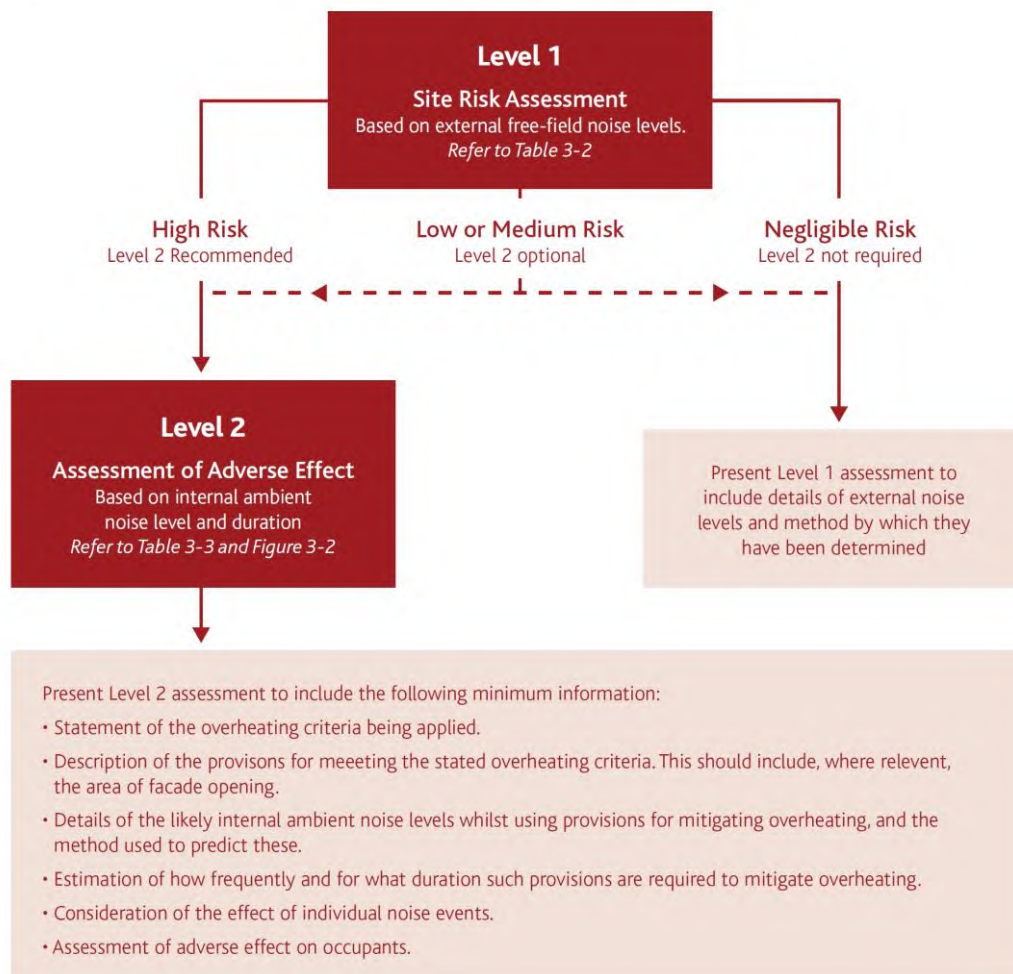 Level 1
Site Risk Assessment
Based on external free-field noise levels.
Refer to Table 3-2
High Risk
Level 2 Recommended
Low or Medium Risk
Level 2 optional
Negligible Risk
Level 2 not required
Level 2
Assessment of Adverse Effect
Based on internal ambient
noise level and duration
Refer to Table 3-3 and Figure 3-2
Present Level 1 assessment to
include details of external noise
levels and method by which they
have been determined
Present Level 2 assessment to include the following minimum information:
• Statement of the overheating criteria being applied.
• Description of the provisons for meeeting the stated overheating criteria. This should include, where relevant,
the area of facade opening.
• Details of the likely internal ambient noise levels whilst using provisions for mitigating overheating, and the
method used to predict these.
• Estimation of how frequently and for what duration such provisions are required to mitigate overheating.
• Consideration of the effect of individual noise events.
• Assessment of adverse effect on occupants.